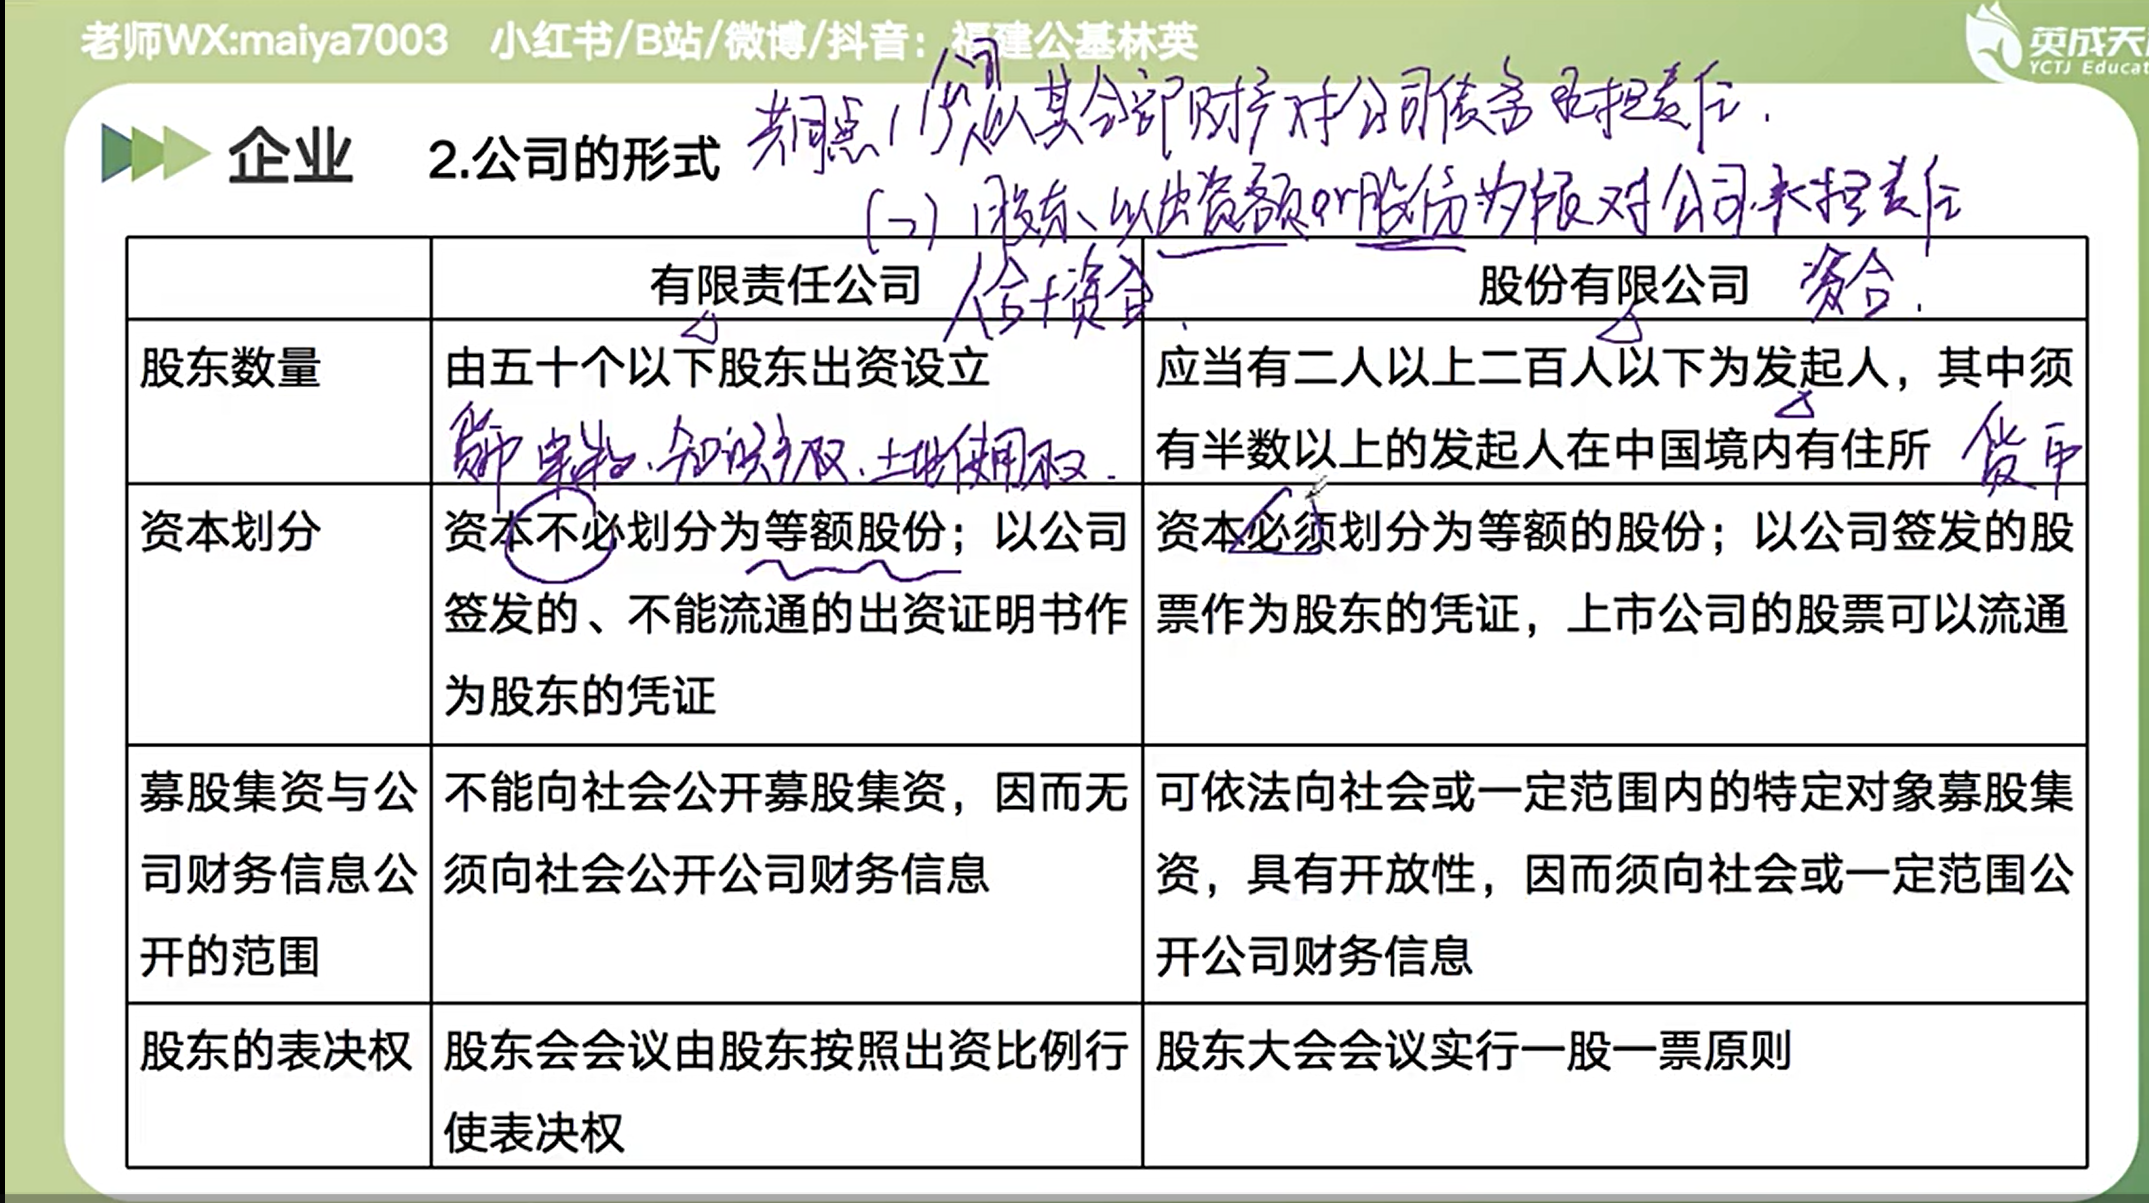 老师WX:maiya7003 小红书/B站/微博/抖音：福建公基林英
英成天
YCTJ Educat
公司
共同点 以其全部财产对公司债务承担责任.
企业 2.公司的形式
(二) 股东、以出资额or股份为限对公司承担责任
有限责任公司 人合+资合
股份有限公司 资合.
股东数量
由五十个以下股东出资设立
货币 实物、知识产权、土地使用权.
应当有二人以上二百人以下为发起人，其中须
有半数以上的发起人在中国境内有住所 货币
资本划分
资本不必划分为等额股份；以公司
签发的、不能流通的出资证明书作
为股东的凭证
资本必须划分为等额的股份；以公司签发的股
票作为股东的凭证，上市公司的股票可以流通
募股集资与公
司财务信息公
开的范围
不能向社会公开募股集资，因而无
须向社会公开公司财务信息
可依法向社会或一定范围内的特定对象募股集
资，具有开放性，因而须向社会或一定范围公
开公司财务信息
股东的表决权
股东会会议由股东按照出资比例行
使表决权
股东大会会议实行一股一票原则